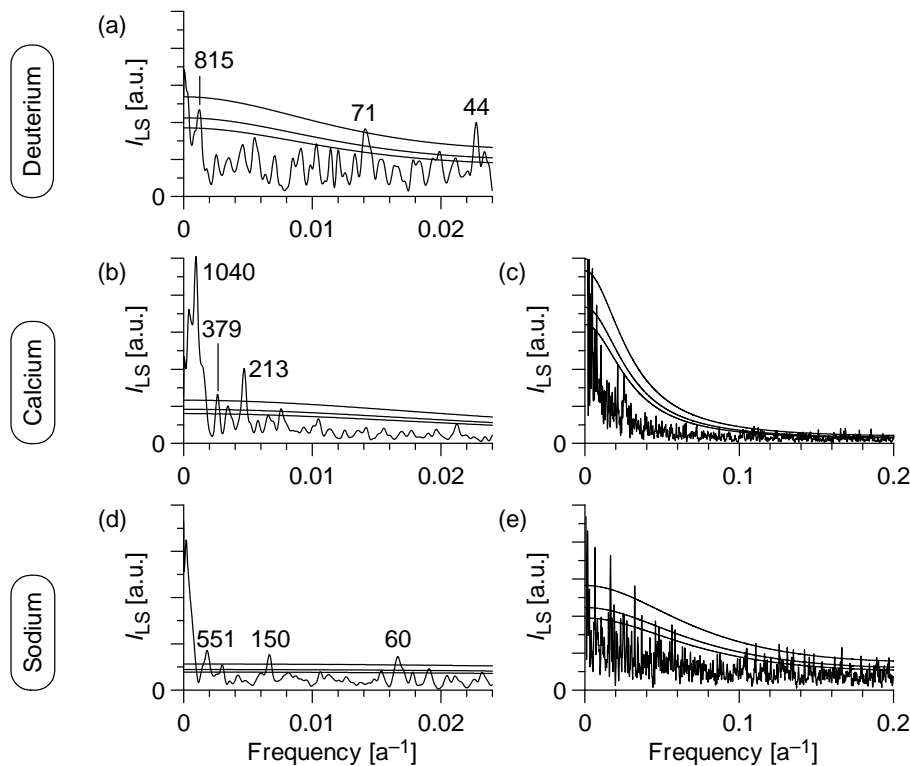 Deuterium
(a)
I_LS [a.u.]
815
71
44
0
0 0.01 0.02
Calcium
(b)
I_LS [a.u.]
1040
379
213
0
0 0.01 0.02
(c)
I_LS [a.u.]
0
0 0.1 0.2
Sodium
(d)
I_LS [a.u.]
551 150 60
0
0 0.01 0.02
Frequency [a⁻¹]
(e)
I_LS [a.u.]
0
0 0.1 0.2
Frequency [a⁻¹]